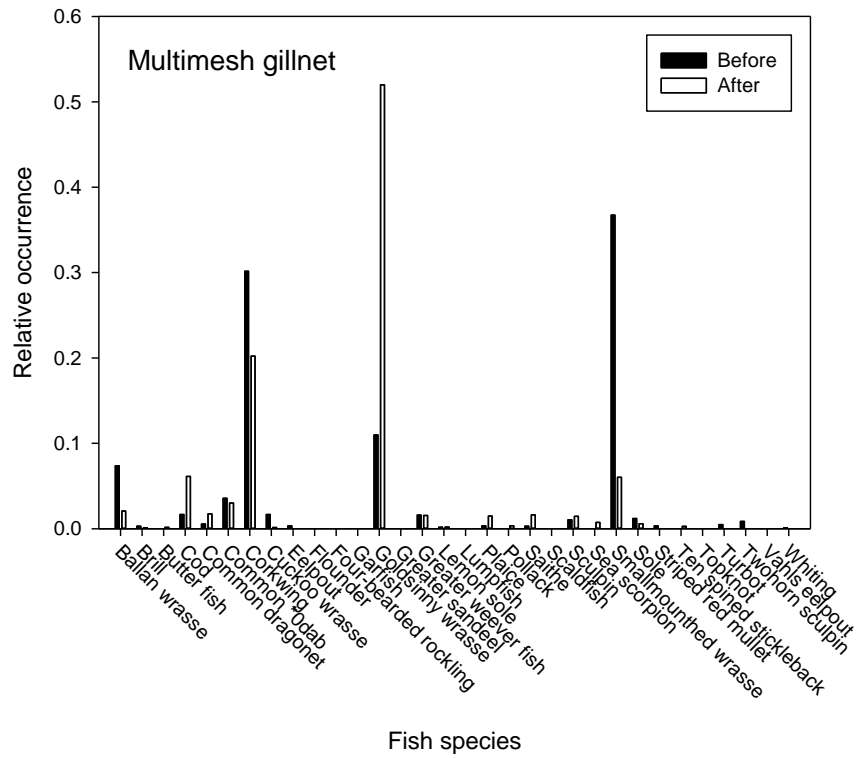 Multimesh gillnet
Before
After
Relative occurrence
0.6
0.5
0.4
0.3
0.2
0.1
0.0
Ballan wrasse
Brill
Butter fish
Cod
Common dragonet
Common ¨0dab
Corkwing
Cuckoo wrasse
Eelpout
Flounder
Four-bearded rockling
Garfish
Goldsinny wrasse
Greater sandeel
Greater weever fish
Lemon sole
Lumpfish
Plaice
Pollack
Saithe
Scaldfish
Sculpin
Sea scorpion
Smallmounthed wrasse
Sole
Striped red mullet
Ten spined stickleback
Topknot
Turbot
Twohorn sculpin
Vahls eelpout
Whiting
Fish species